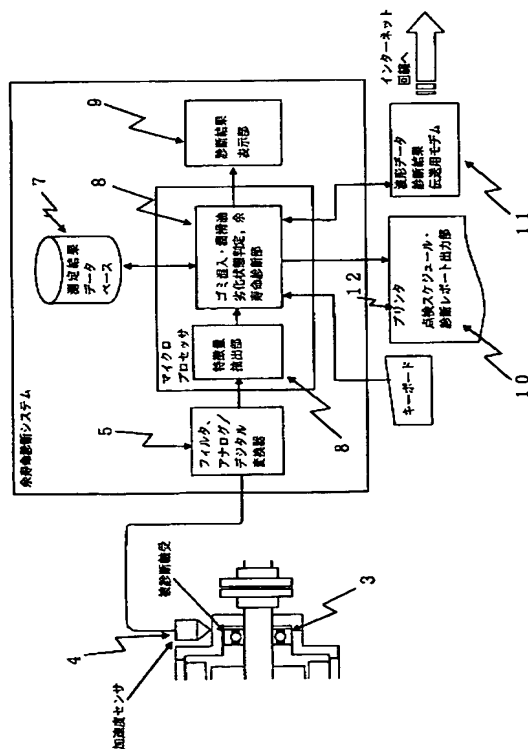 余寿命診断システム
7
測定結果
データ
ベース
マイクロ
プロセッサ
8
9
診断結果
表示部
ゴミ混入・潤滑油
劣化状態判定,余
寿命診断部
特徴量
抽出部
8
5
フィルタ、
アナログ/
デジタル
変換器
4
加速度センサ
被診断軸受
3
キーボード
12
プリンタ
点検スケジュール・
診断レポート出力部
10
波形データ
診断結果
伝送用モデム
11
インターネット
回線へ